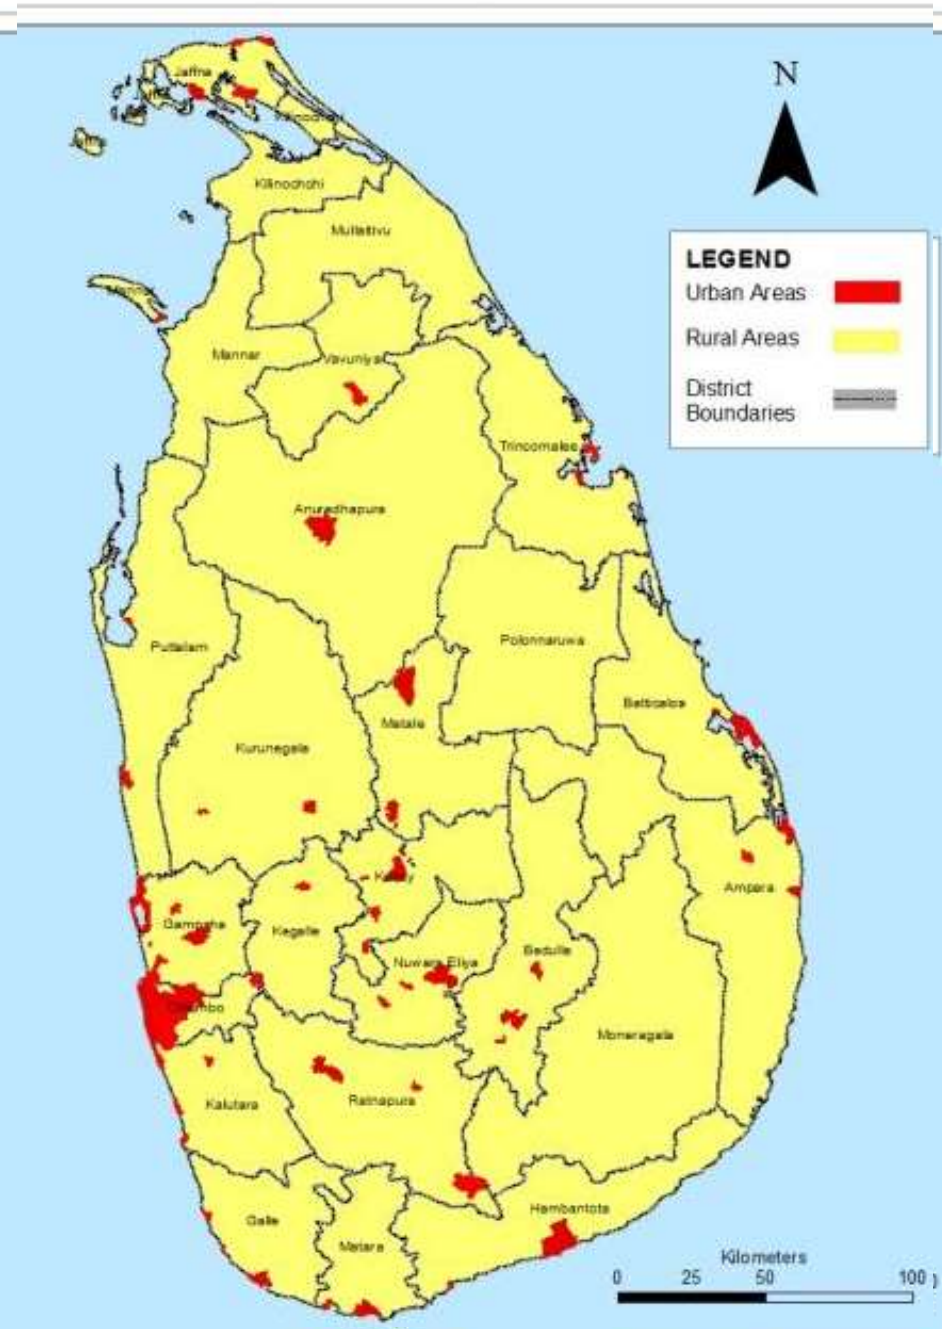 N
LEGEND
Urban Areas
Rural Areas
District
Boundaries
Jaffna
Kilinochchi
Mullaitivu
Mannar
Vavuniya
Trincomalee
Anuradhapura
Puttalam
Polonnaruwa
Batticaloa
Matale
Kurunegala
Ampara
Gampaha
Kegalle
Badulla
Nuwara Eliya
Moneragala
Kalutara
Ratnapura
Hambantota
Galle
Matara
Kilometers
0 25 50 100